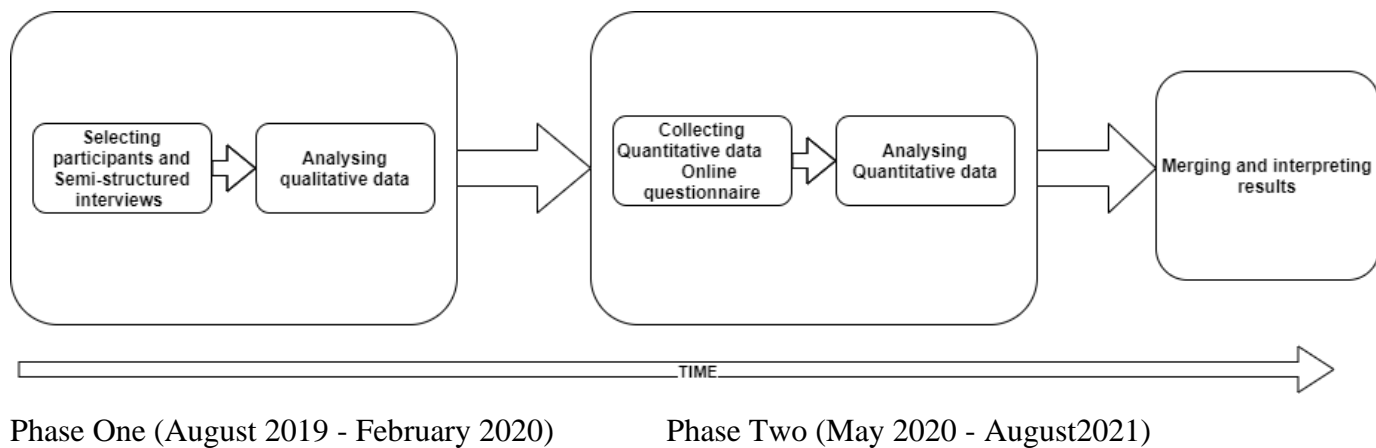 Selecting
participants and
Semi-structured
interviews
Analysing
qualitative data
Collecting
Quantitative data
Online
questionnaire
Analysing
Quantitative data
Merging and interpreting
results
TIME
Phase One (August 2019 - February 2020) Phase Two (May 2020 - August2021)